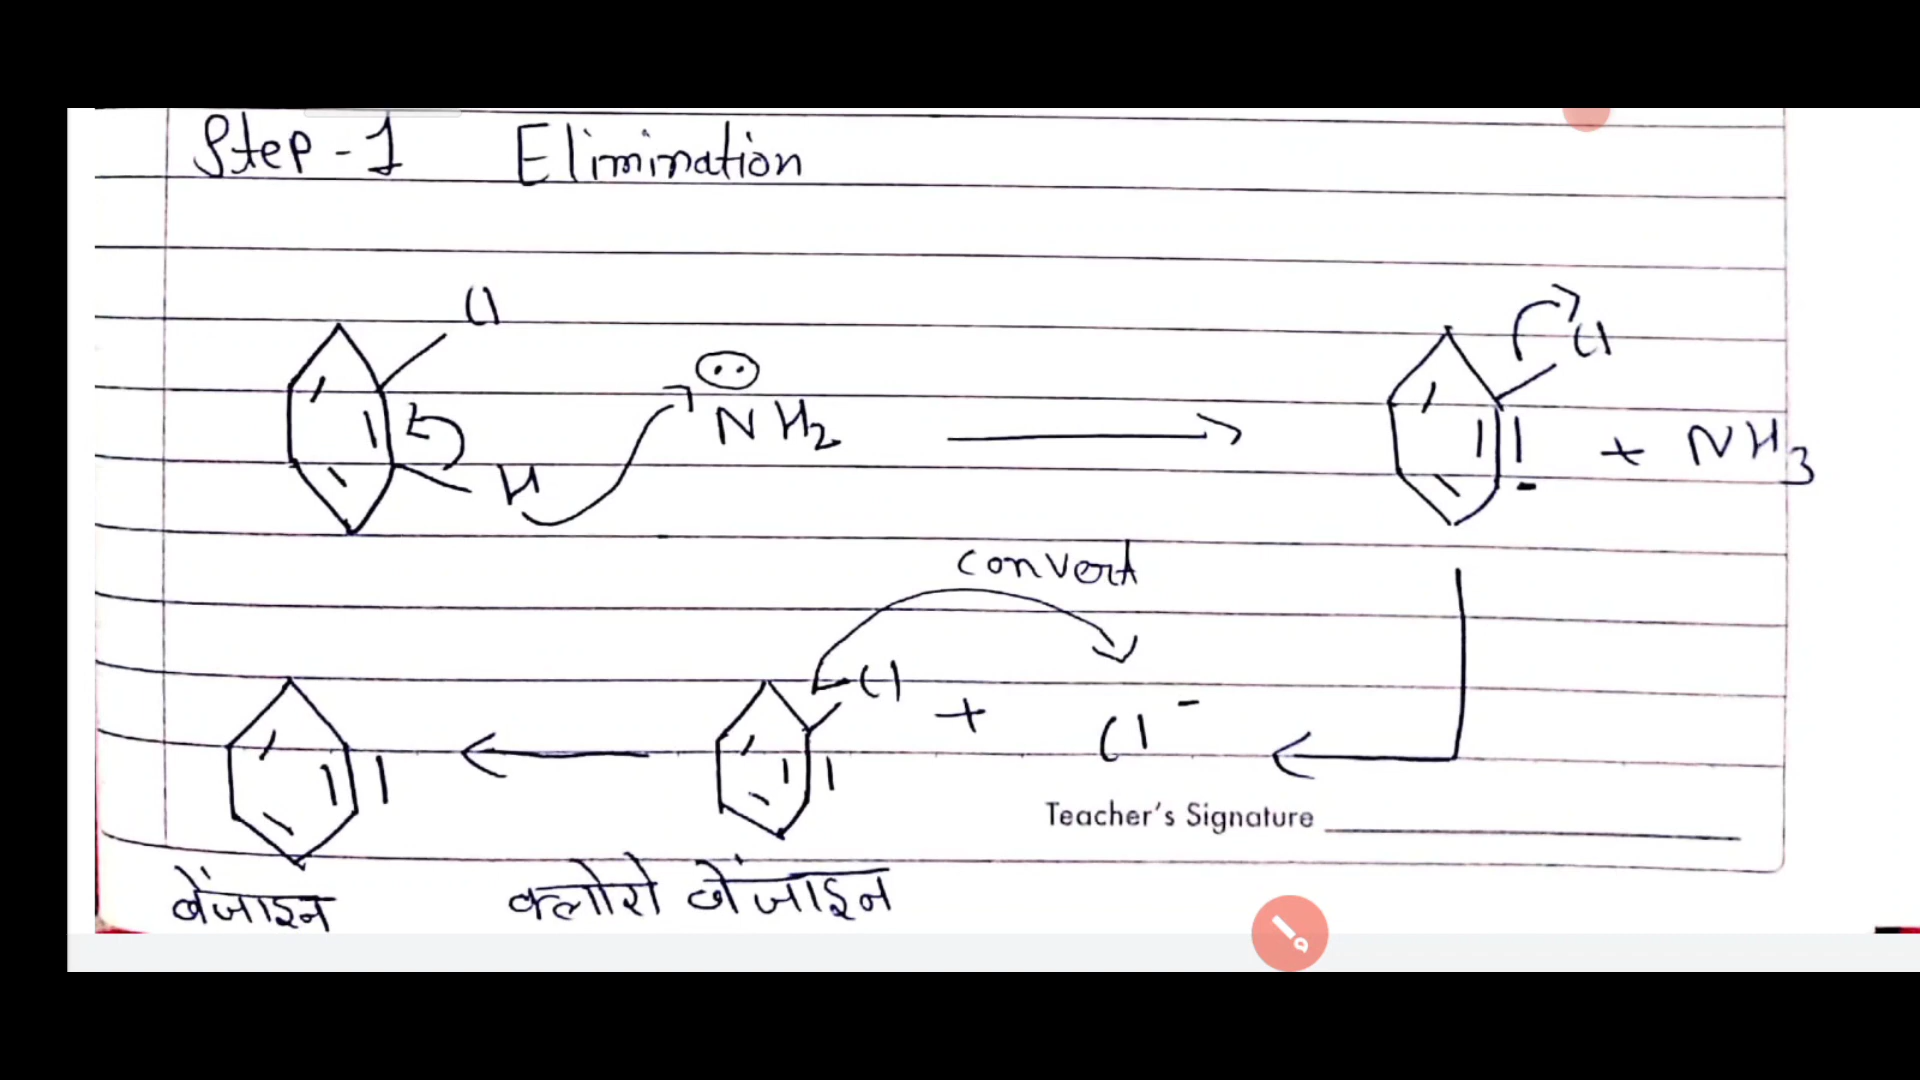 Step-1 Elimination
Cl
Cl
NH2
+ NH3
H
-
convert
Cl + Cl-
Teacher's Signature
बेंजाइन क्लोरो बेंजाइन